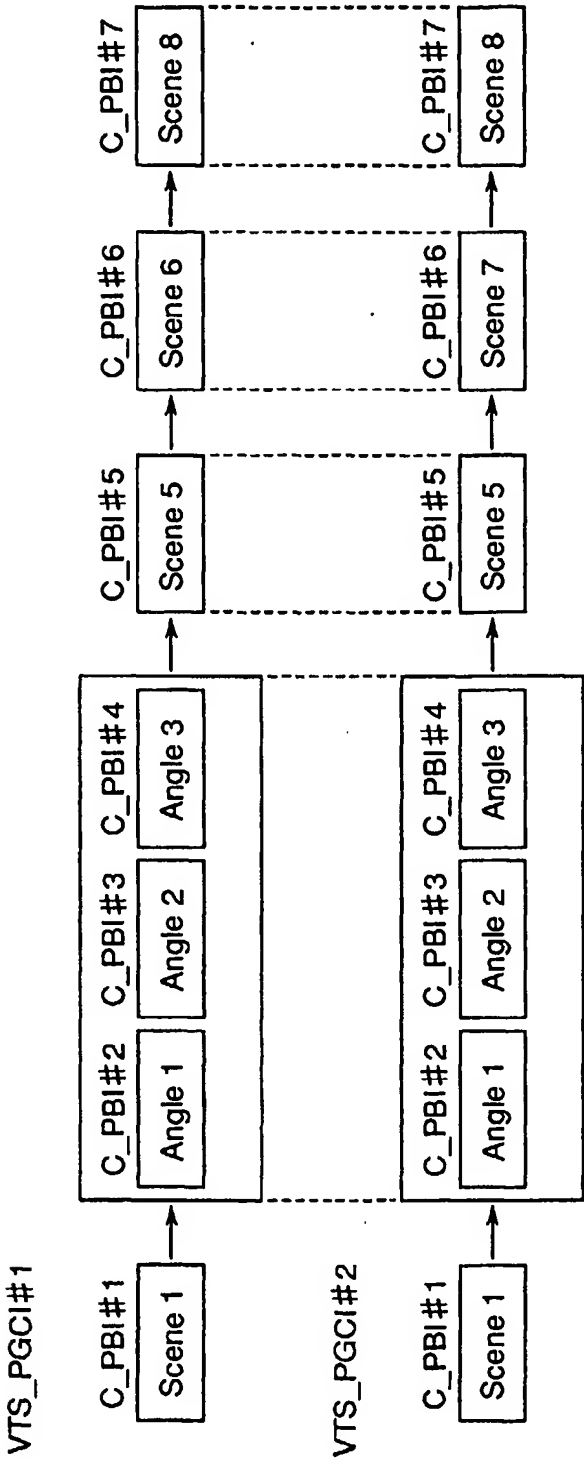 VTS_PGCI#1
C_PBI#1
Scene 1
C_PBI#2
Angle 1
C_PBI#3
Angle 2
C_PBI#4
Angle 3
C_PBI#5
Scene 5
C_PBI#6
Scene 6
C_PBI#7
Scene 8
VTS_PGCI#2
C_PBI#1
Scene 1
C_PBI#2
Angle 1
C_PBI#3
Angle 2
C_PBI#4
Angle 3
C_PBI#5
Scene 5
C_PBI#6
Scene 7
C_PBI#7
Scene 8